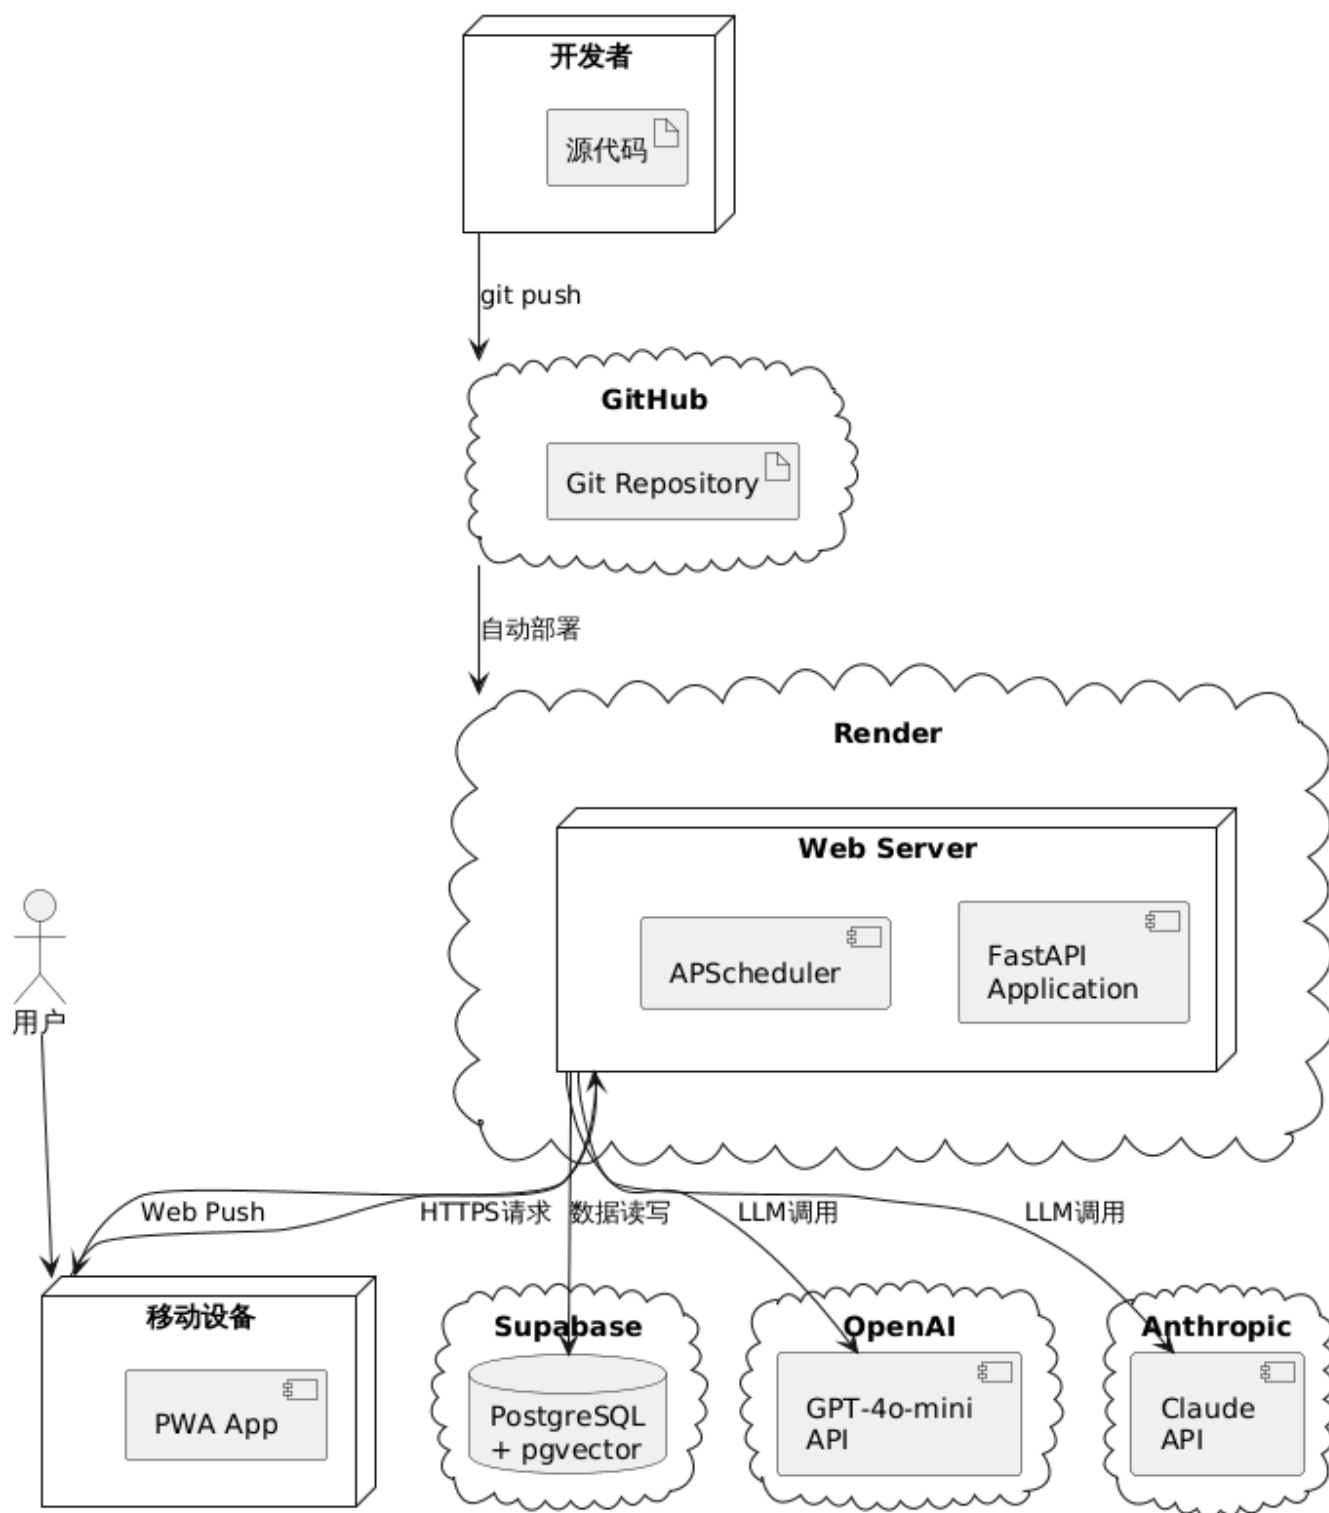 开发者
源代码
git push
GitHub
Git Repository
自动部署
Render
Web Server
APScheduler
FastAPI
Application
用户
Web Push
HTTPS请求
数据读写
LLM调用
LLM调用
移动设备
PWA App
Supabase
PostgreSQL
+ pgvector
OpenAI
GPT-4o-mini
API
Anthropic
Claude
API